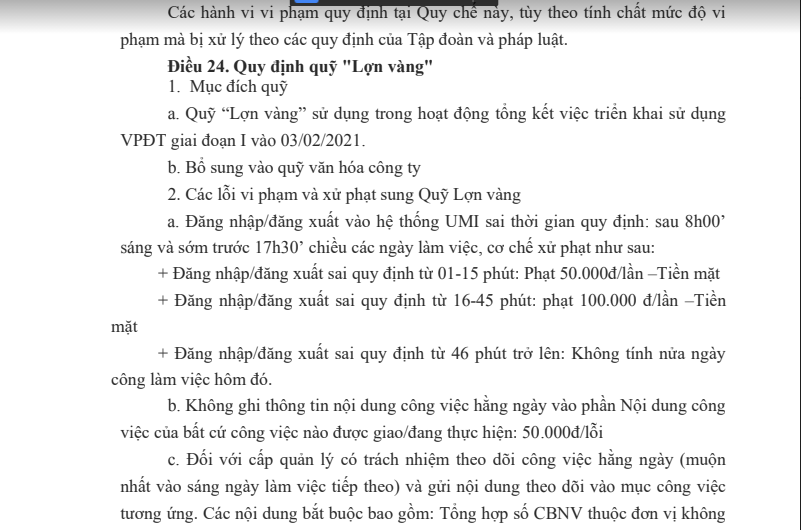 Các hành vi vi phạm quy định tại Quy chế này, tùy theo tính chất mức độ vi
phạm mà bị xử lý theo các quy định của Tập đoàn và pháp luật.
Điều 24. Quy định quỹ "Lợn vàng"
1. Mục đích quỹ
a. Quỹ “Lợn vàng” sử dụng trong hoạt động tổng kết việc triển khai sử dụng
VPĐT giai đoạn I vào 03/02/2021.
b. Bổ sung vào quỹ văn hóa công ty
2. Các lỗi vi phạm và xử phạt sung Quỹ Lợn vàng
a. Đăng nhập/đăng xuất vào hệ thống UMI sai thời gian quy định: sau 8h00’
sáng và sớm trước 17h30’ chiều các ngày làm việc, cơ chế xử phạt như sau:
+ Đăng nhập/đăng xuất sai quy định từ 01-15 phút: Phạt 50.000đ/lần –Tiền mặt
+ Đăng nhập/đăng xuất sai quy định từ 16-45 phút: phạt 100.000 đ/lần –Tiền
mặt
+ Đăng nhập/đăng xuất sai quy định từ 46 phút trở lên: Không tính nửa ngày
công làm việc hôm đó.
b. Không ghi thông tin nội dung công việc hằng ngày vào phần Nội dung công
việc của bất cứ công việc nào được giao/đang thực hiện: 50.000đ/lỗi
c. Đối với cấp quản lý có trách nhiệm theo dõi công việc hằng ngày (muộn
nhất vào sáng ngày làm việc tiếp theo) và gửi nội dung theo dõi vào mục công việc
tương ứng. Các nội dung bắt buộc bao gồm: Tổng hợp số CBNV thuộc đơn vị không